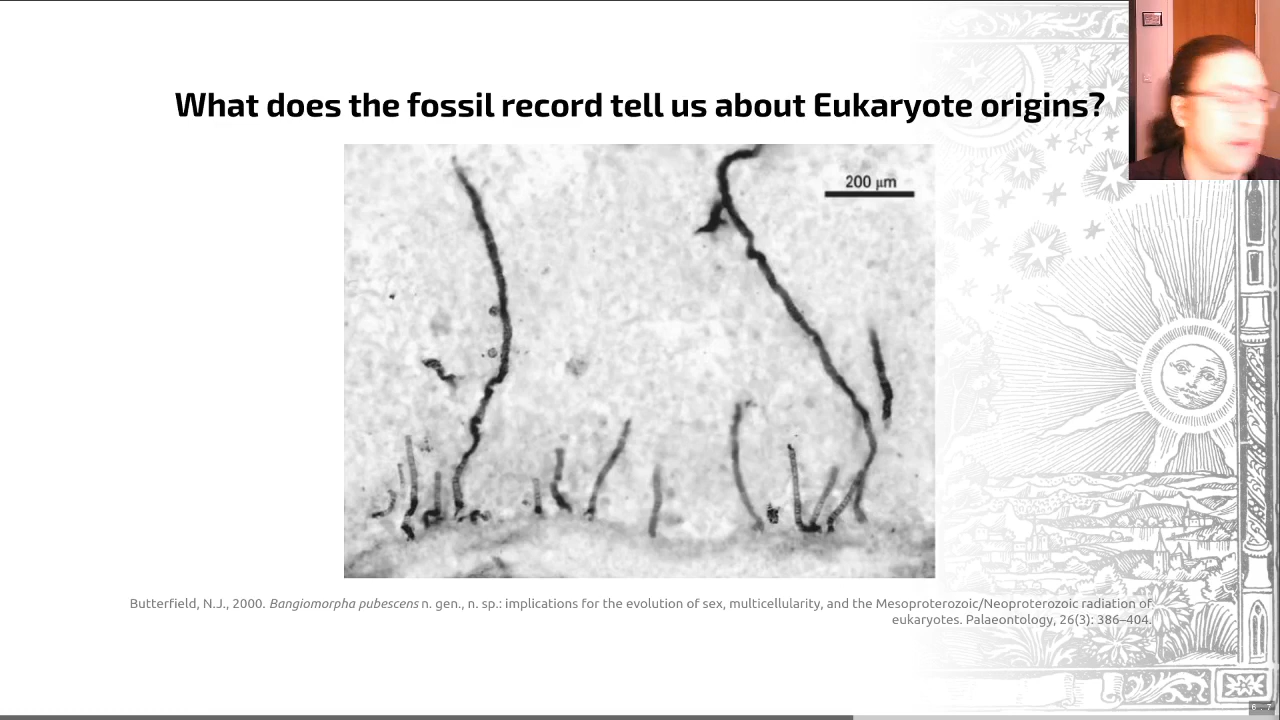 What does the fossil record tell us about Eukaryote origins?
200 µm
Butterfield, N.J., 2000. Bangiomorpha pubescens n. gen., n. sp.: implications for the evolution of sex, multicellularity, and the Mesoproterozoic/Neoproterozoic radiation of
eukaryotes. Palaeontology, 26(3): 386–404.